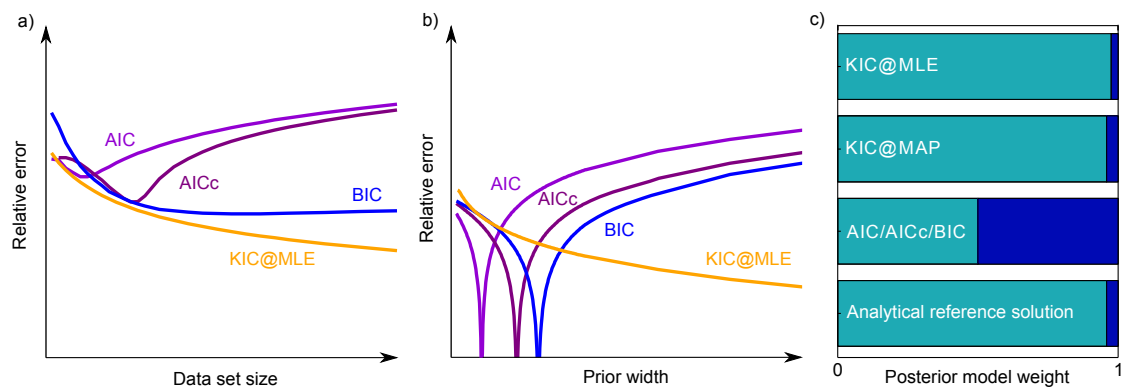 a)
Relative error
AIC
AICc
BIC
KIC@MLE
Data set size
b)
Relative error
AIC
AICc
BIC
KIC@MLE
Prior width
c)
KIC@MLE
KIC@MAP
AIC/AICc/BIC
Analytical reference solution
0 1
Posterior model weight